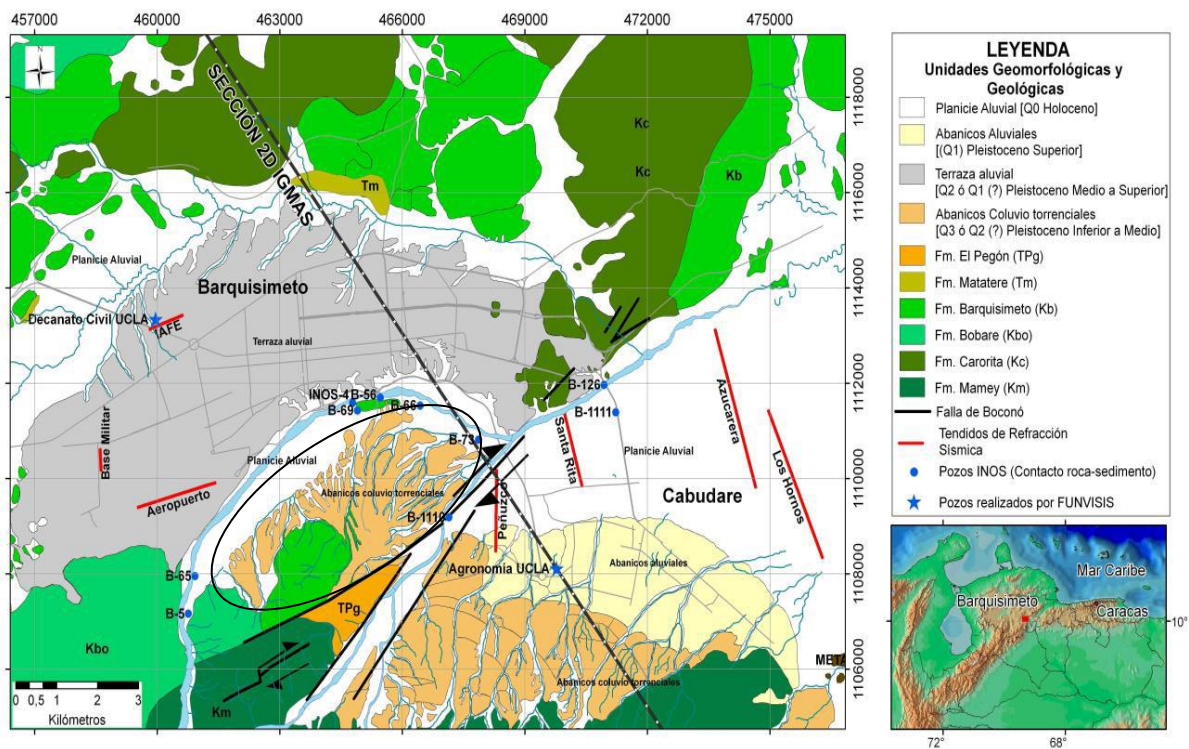 457000
460000
463000
466000
469000
472000
475000
N
SECCIÓN 2D IGMAS
1118000
Kc
Kc
Kb
Tm
1116000
Planicie Aluvial
Barquisimeto
1114000
Decanato Civil UCLA
IAFE
Terraza aluvial
B-126
1112000
INOS-4
B-56
B-69
B-66
B-1111
Azucarera
Base Militar
B-73
Santa Rita
Planicie Aluvial
Planicie Aluvial
Los Horonos
1110000
Aeropuerto
Abanicos coluvio torrenciales
Peñuzco
Cabudare
B-1110
B-65
Agronomia UCLA
Abanicos aluviales
1108000
B-5
TPg
Kbo
META
1106000
Abanicos coluvio torrenciales
Km
0 0,5 1 2 3
Kilómetros
LEYENDA
Unidades Geomorfológicas y
Geológicas
Planicie Aluvial [Q0 Holoceno]
Abanicos Aluviales
[(Q1) Pleistoceno Superior]
Terraza aluvial
[Q2 ó Q1 (?) Pleistoceno Medio a Superior]
Abanicos Coluvio torrenciales
[Q3 ó Q2 (?) Pleistoceno Inferior a Medio]
Fm. El Pegón (TPg)
Fm. Matatere (Tm)
Fm. Barquisimeto (Kb)
Fm. Bobare (Kbo)
Fm. Carorita (Kc)
Fm. Mamey (Km)
Falla de Boconó
Tendidos de Refracción
Sísmica
Pozos INOS (Contacto roca-sedimento)
Pozos realizados por FUNVISIS
Mar Caribe
Barquisimeto
Caracas
10°
72°
68°